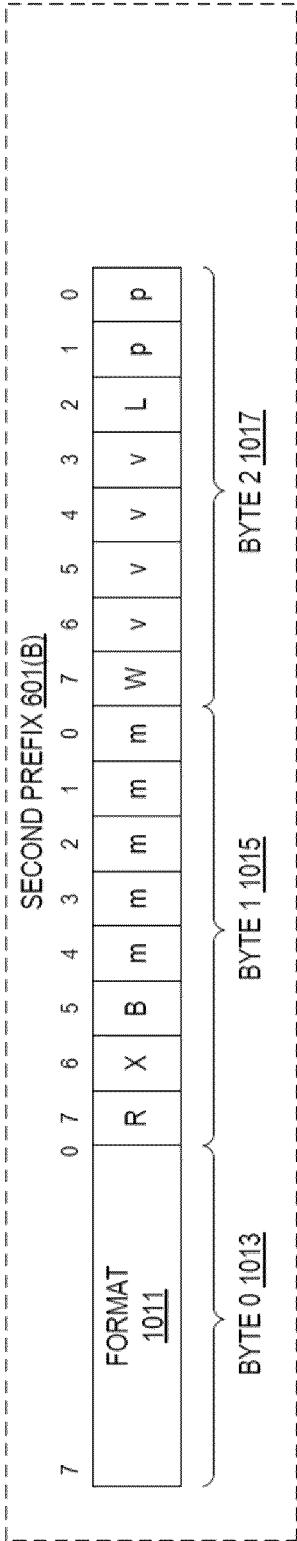 SECOND PREFIX 601(B)
7 0 7 6 5 4 3 2 1 0 7 6 5 4 3 2 1 0
FORMAT
1011
R X B m m m m m W v v v v L p p
BYTE 0 1013 BYTE 1 1015 BYTE 2 1017